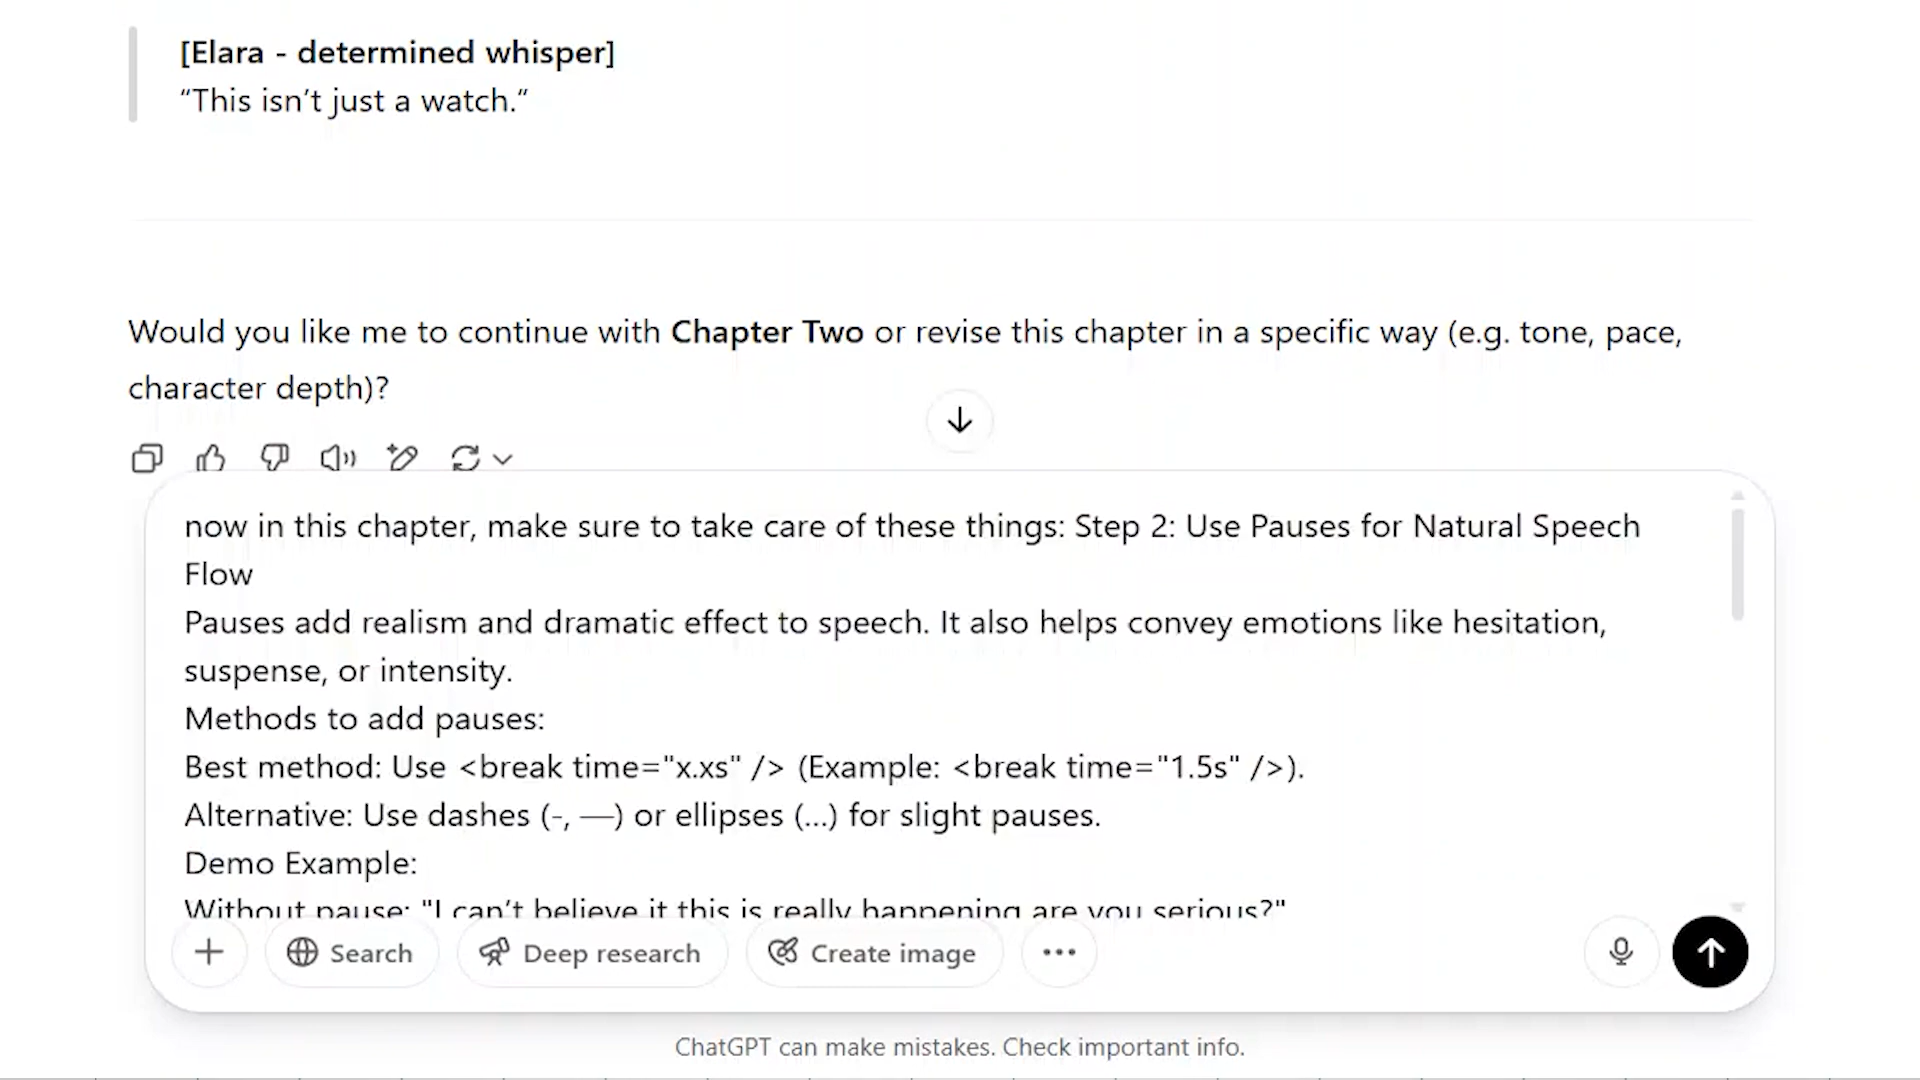 [Elara - determined whisper]
“This isn’t just a watch.”
Would you like me to continue with Chapter Two or revise this chapter in a specific way (e.g. tone, pace,
character depth)?
now in this chapter, make sure to take care of these things: Step 2: Use Pauses for Natural Speech
Flow
Pauses add realism and dramatic effect to speech. It also helps convey emotions like hesitation,
suspense, or intensity.
Methods to add pauses:
Best method: Use <break time="x.xs" /> (Example: <break time="1.5s" />).
Alternative: Use dashes (-, —) or ellipses (...) for slight pauses.
Demo Example:
Without pause: "I can’t believe it this is really happening are you serious?"
Search
Deep research
Create image
ChatGPT can make mistakes. Check important info.